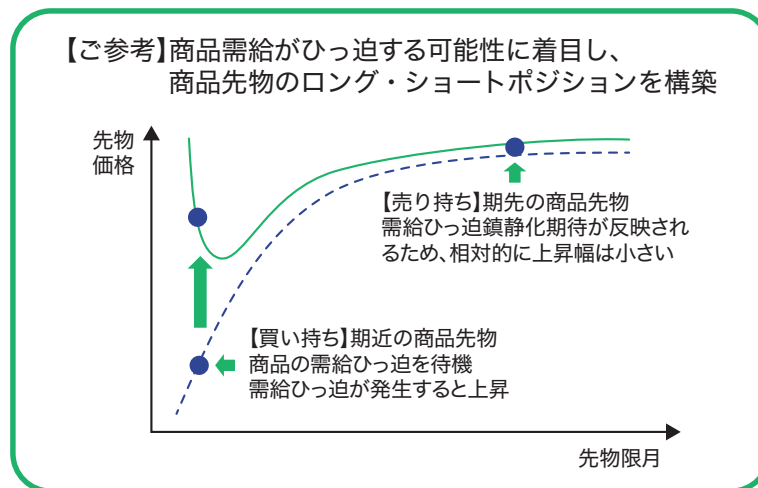 【ご参考】商品需給がひっ迫する可能性に着目し、
商品先物のロング・ショートポジションを構築
先物
価格
【売り持ち】期先の商品先物
需給ひっ迫鎮静化期待が反映され
るため、相対的に上昇幅は小さい
【買い持ち】期近の商品先物
商品の需給ひっ迫を待機
需給ひっ迫が発生すると上昇
先物限月